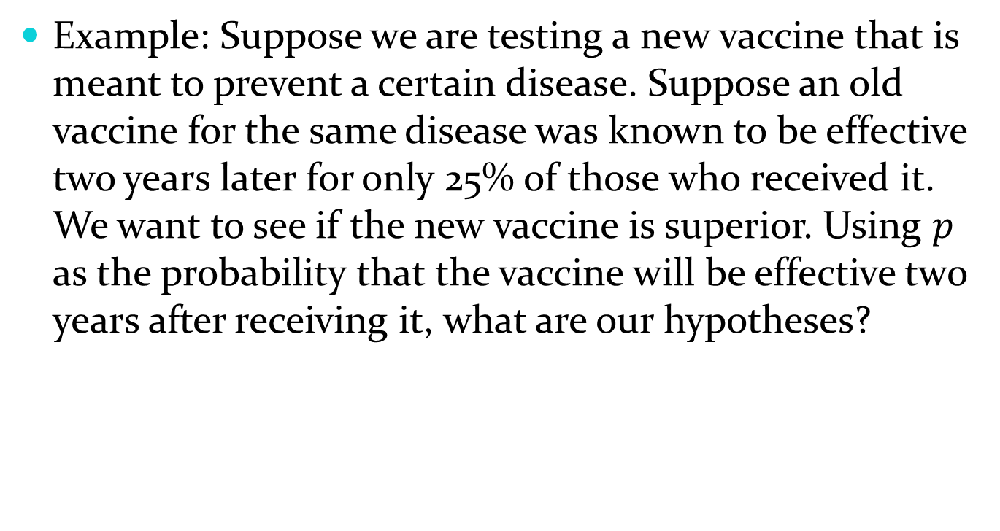 • Example: Suppose we are testing a new vaccine that is
meant to prevent a certain disease. Suppose an old
vaccine for the same disease was known to be effective
two years later for only 25% of those who received it.
We want to see if the new vaccine is superior. Using p
as the probability that the vaccine will be effective two
years after receiving it, what are our hypotheses?